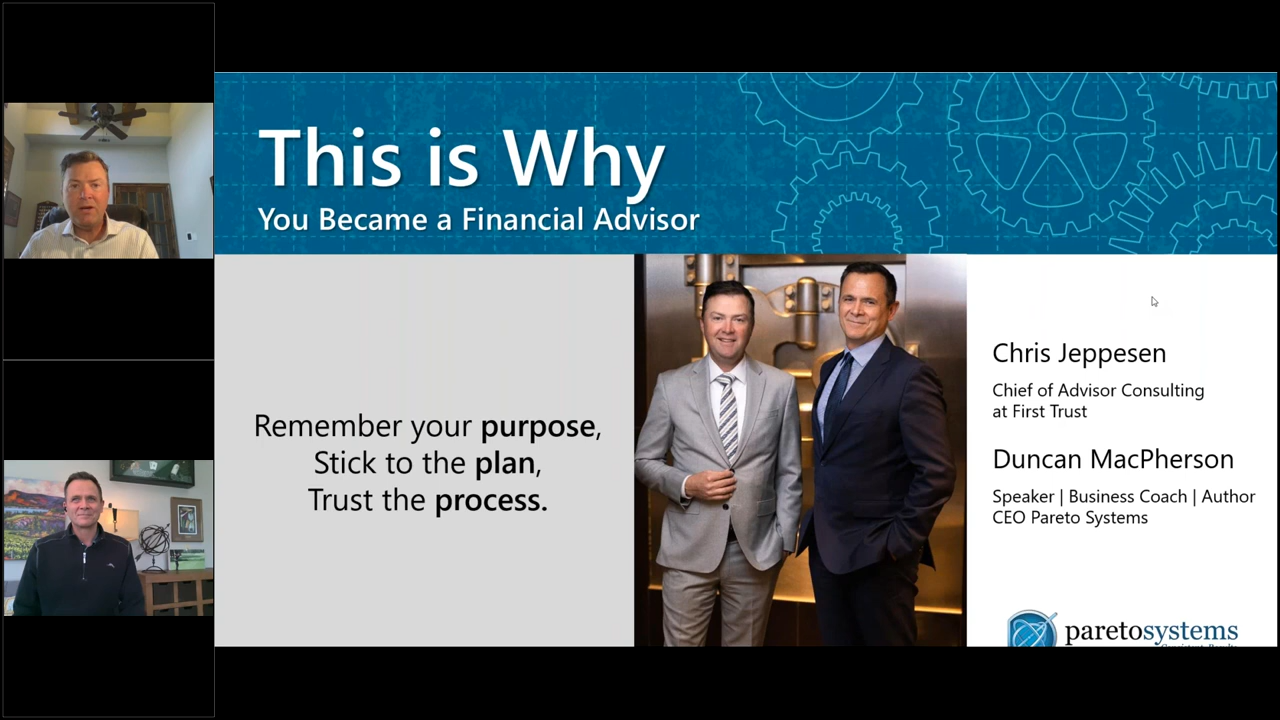 This is Why
You Became a Financial Advisor
Remember your purpose,
Stick to the plan,
Trust the process.
Chris Jeppesen
Chief of Advisor Consulting
at First Trust
Duncan MacPherson
Speaker | Business Coach | Author
CEO Pareto Systems
paretosystems